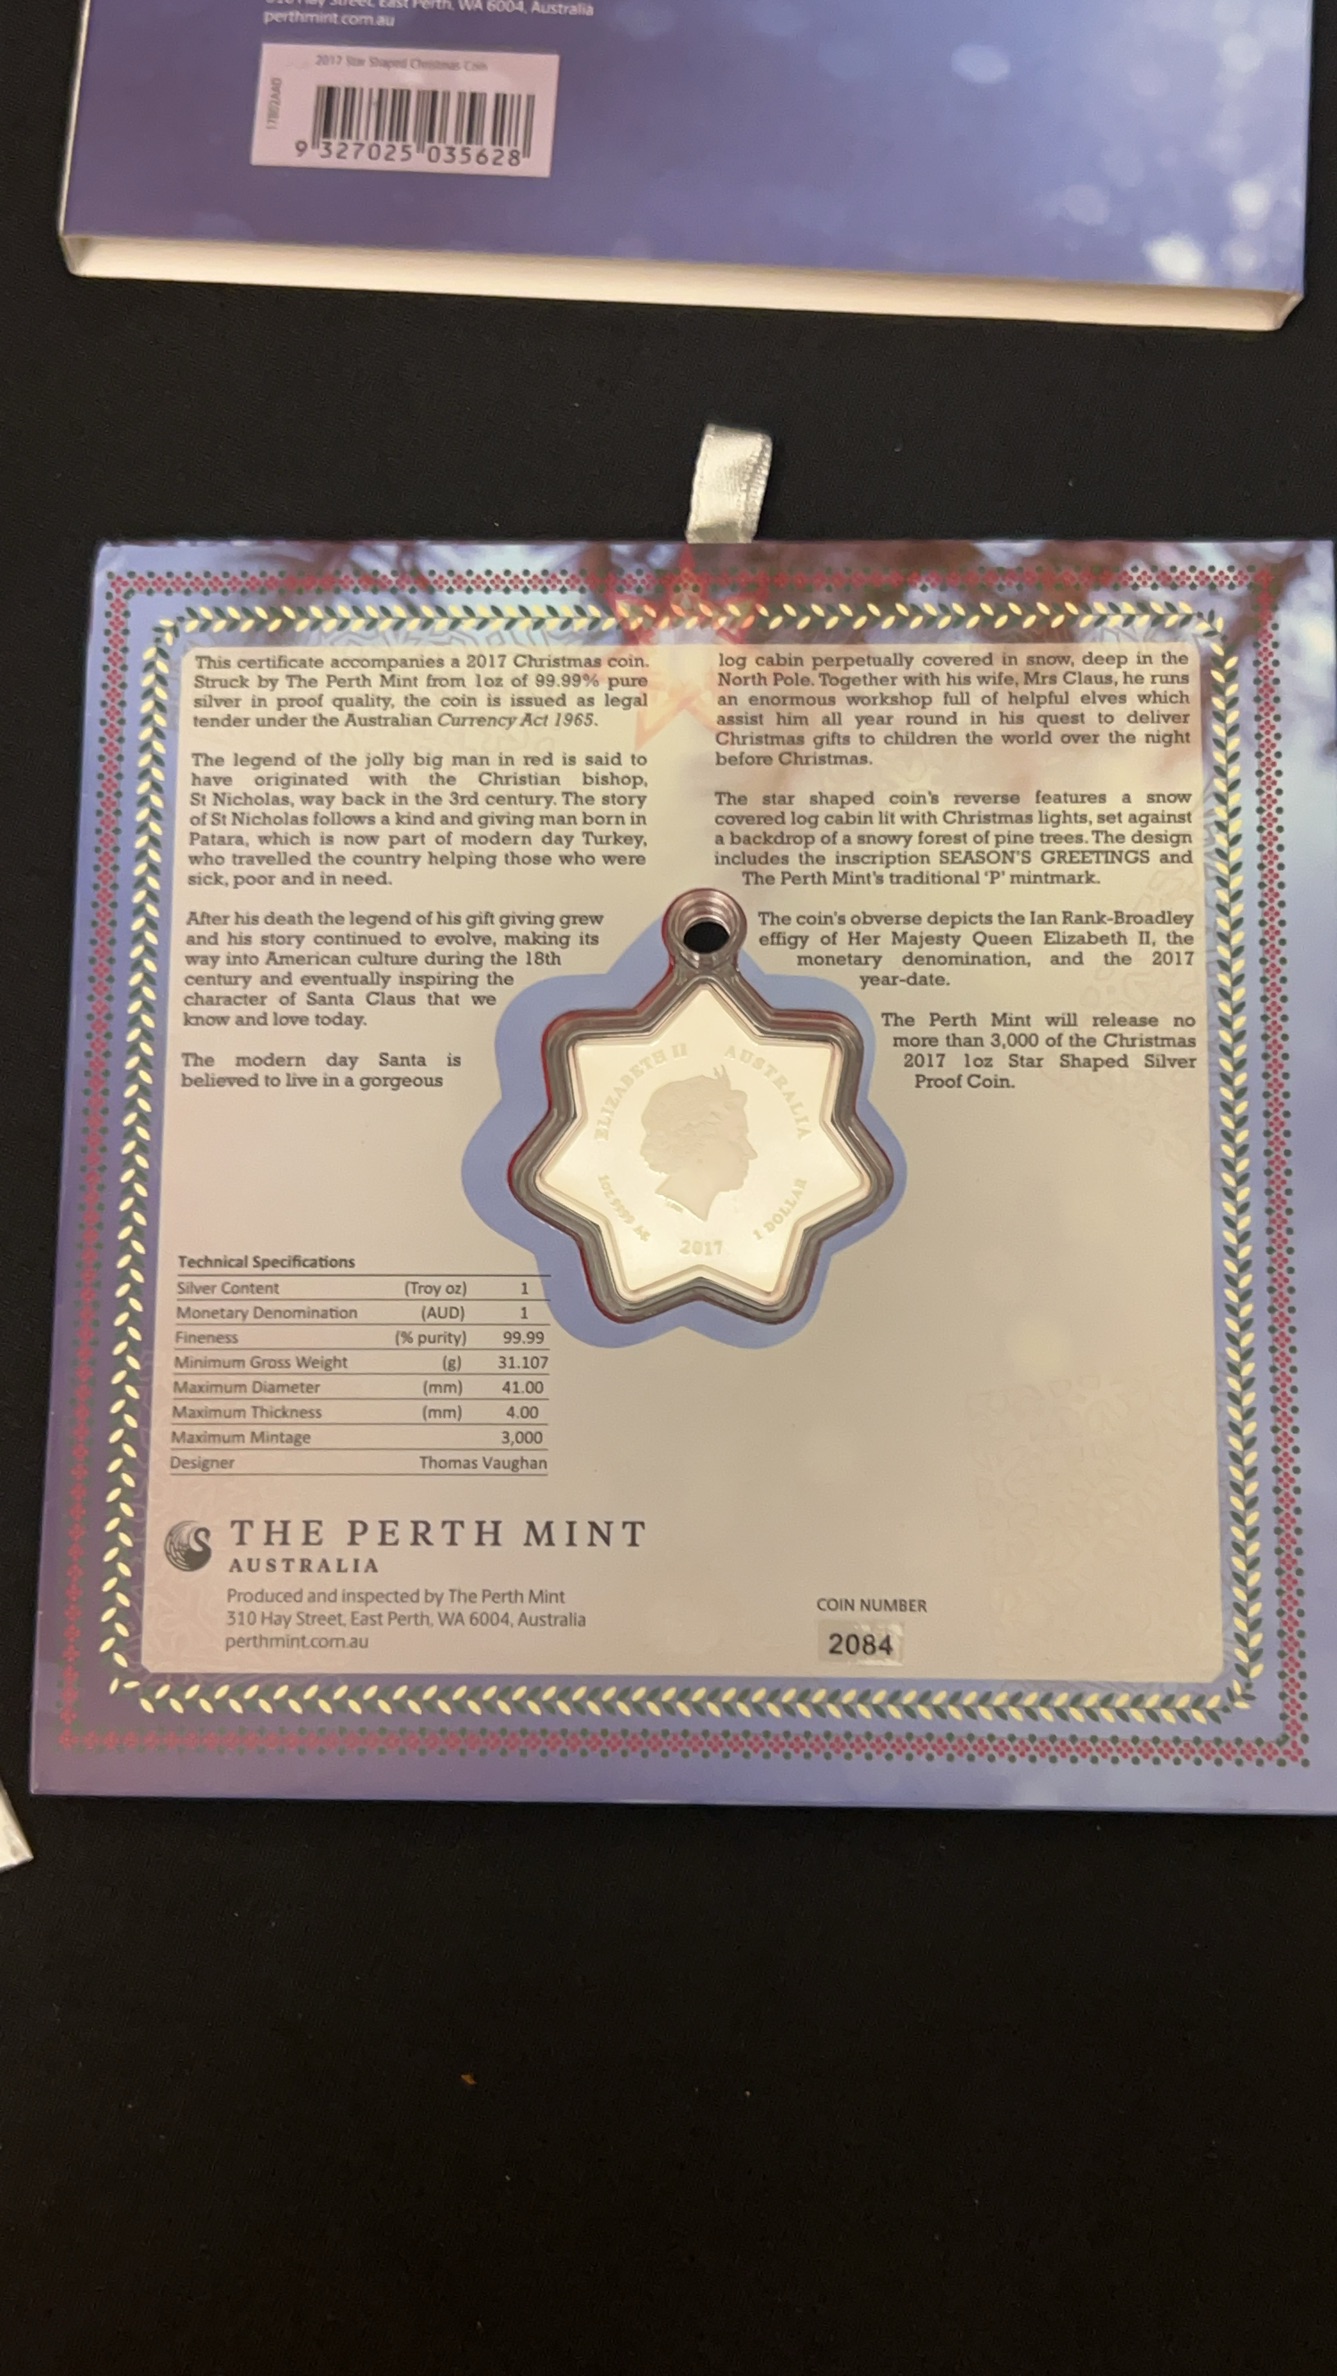 East Perth, WA 6004, Australia
perthmint.com.au
2017 Star Shaped Christmas Coin
17B02AAD
9 327025 035628
This certificate accompanies a 2017 Christmas coin.
Struck by The Perth Mint from 1oz of 99.99% pure
silver in proof quality, the coin is issued as legal
tender under the Australian Currency Act 1965.
The legend of the jolly big man in red is said to
have originated with the Christian bishop,
St Nicholas, way back in the 3rd century. The story
of St Nicholas follows a kind and giving man born in
Patara, which is now part of modern day Turkey,
who travelled the country helping those who were
sick, poor and in need.
After his death the legend of his gift giving grew
and his story continued to evolve, making its
way into American culture during the 18th
century and eventually inspiring the
character of Santa Claus that we
know and love today.
The modern day Santa is
believed to live in a gorgeous
log cabin perpetually covered in snow, deep in the
North Pole. Together with his wife, Mrs Claus, he runs
an enormous workshop full of helpful elves which
assist him all year round in his quest to deliver
Christmas gifts to children the world over the night
before Christmas.
The star shaped coin's reverse features a snow
covered log cabin lit with Christmas lights, set against
a backdrop of a snowy forest of pine trees. The design
includes the inscription SEASON'S GREETINGS and
The Perth Mint's traditional 'P' mintmark.
The coin's obverse depicts the Ian Rank-Broadley
effigy of Her Majesty Queen Elizabeth II, the
monetary denomination, and the 2017
year-date.
The Perth Mint will release no
more than 3,000 of the Christmas
2017 1oz Star Shaped Silver
Proof Coin.
ELIZABETH II AUSTRALIA
1oz 9999 Ag 2017 1 DOLLAR
Technical Specifications
Silver Content (Troy oz) 1
Monetary Denomination (AUD) 1
Fineness (% purity) 99.99
Minimum Gross Weight (g) 31.107
Maximum Diameter (mm) 41.00
Maximum Thickness (mm) 4.00
Maximum Mintage 3,000
Designer Thomas Vaughan
THE PERTH MINT
AUSTRALIA
Produced and inspected by The Perth Mint
310 Hay Street, East Perth, WA 6004, Australia
perthmint.com.au
COIN NUMBER
2084